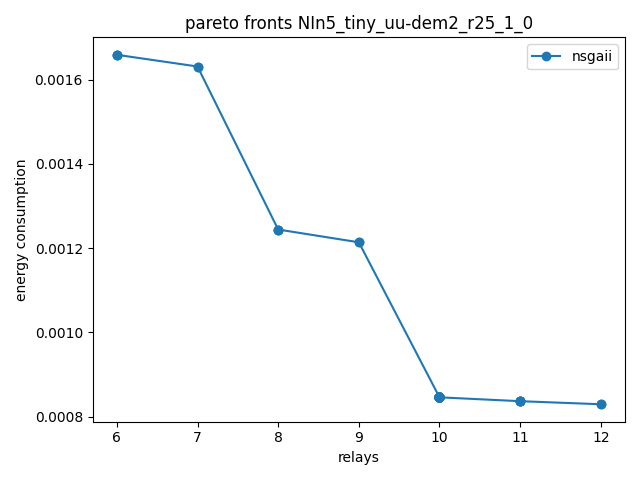 pareto fronts NIn5_tiny_uu-dem2_r25_1_0
nsgaii
energy consumption
0.0016
0.0014
0.0012
0.0010
0.0008
6 7 8 9 10 11 12
relays